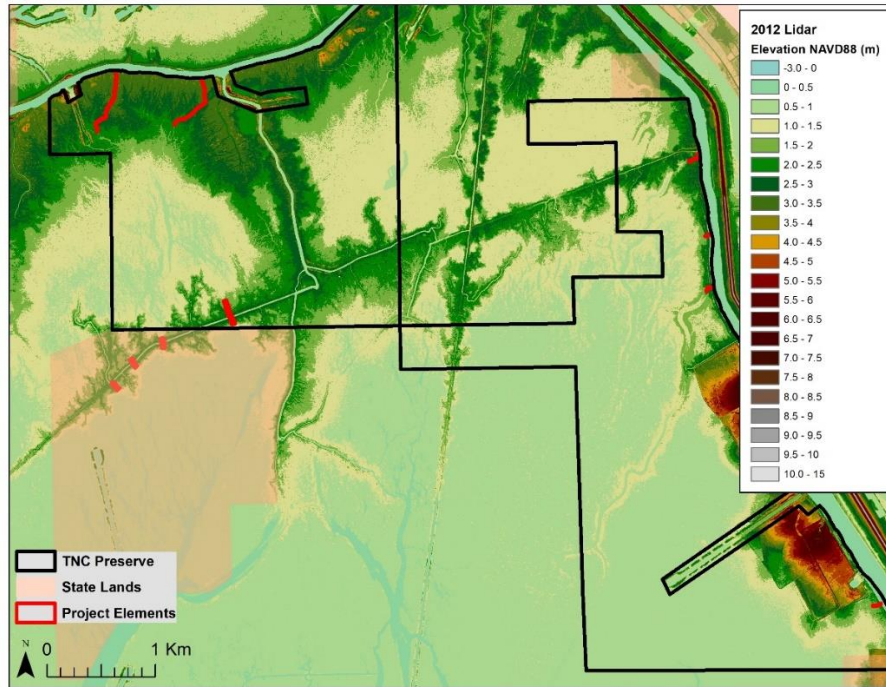 2012 Lidar
Elevation NAVD88 (m)
-3.0 - 0
0 - 0.5
0.5 - 1
1.0 - 1.5
1.5 - 2
2.0 - 2.5
2.5 - 3
3.0 - 3.5
3.5 - 4
4.0 - 4.5
4.5 - 5
5.0 - 5.5
5.5 - 6
6.0 - 6.5
6.5 - 7
7.0 - 7.5
7.5 - 8
8.0 - 8.5
8.5 - 9
9.0 - 9.5
9.5 - 10
10.0 - 15
TNC Preserve
State Lands
Project Elements
N
0 1 Km